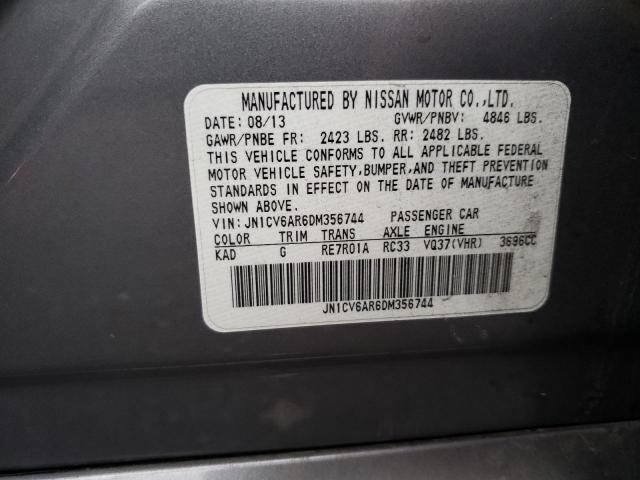 MANUFACTURED BY NISSAN MOTOR CO.,LTD.
DATE: 08/13 GVWR/PNBV: 4846 LBS.
GAWR/PNBE FR: 2423 LBS. RR: 2482 LBS.
THIS VEHICLE CONFORMS TO ALL APPLICABLE FEDERAL
MOTOR VEHICLE SAFETY,BUMPER,AND THEFT PREVENTION
STANDARDS IN EFFECT ON THE DATE OF MANUFACTURE
SHOWN ABOVE.
VIN: JN1CV6AR6DM356744 PASSENGER CAR
COLOR TRIM TRANS AXLE ENGINE
KAD G RE7R01A RC33 VQ37(VHR) 3696CC
JN1CV6AR6DM356744